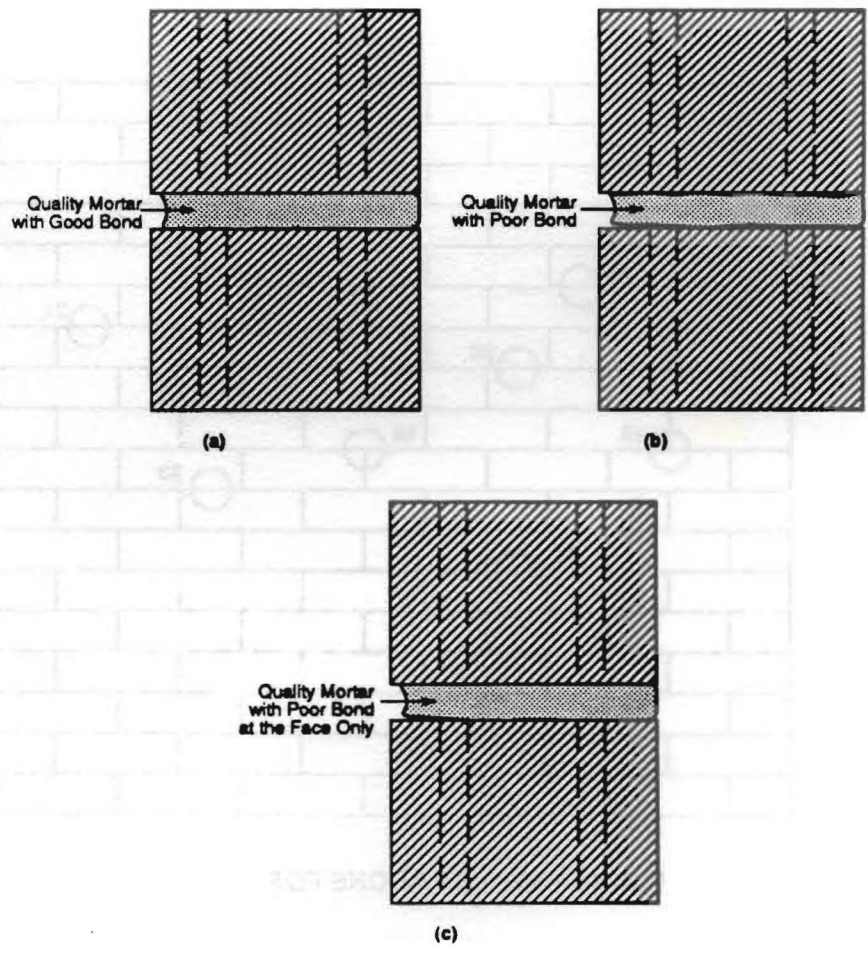 Quality Mortar
with Good Bond
Quality Mortar
with Poor Bond
(a)
(b)
Quality Mortar
with Poor Bond
at the Face Only
(c)